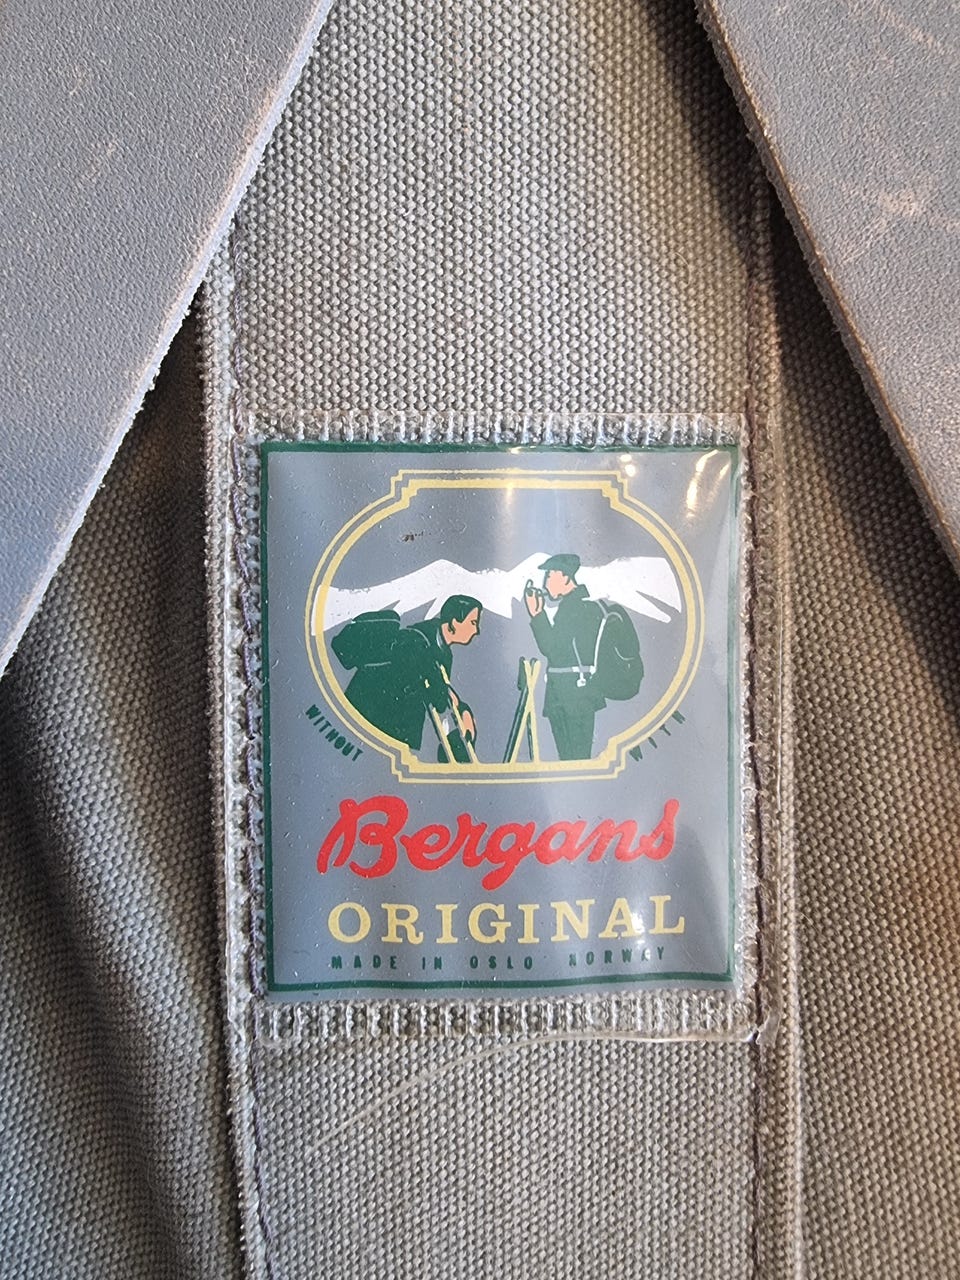 WITHOUT
WITH
Bergans
ORIGINAL
MADE IN OSLO NORWAY